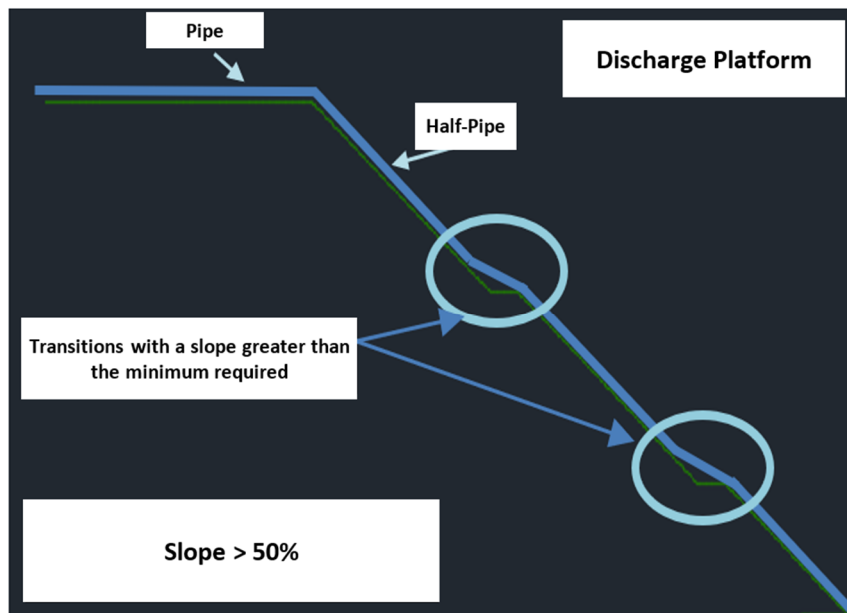 Pipe
Discharge Platform
Half-Pipe
Transitions with a slope greater than
the minimum required
Slope > 50%